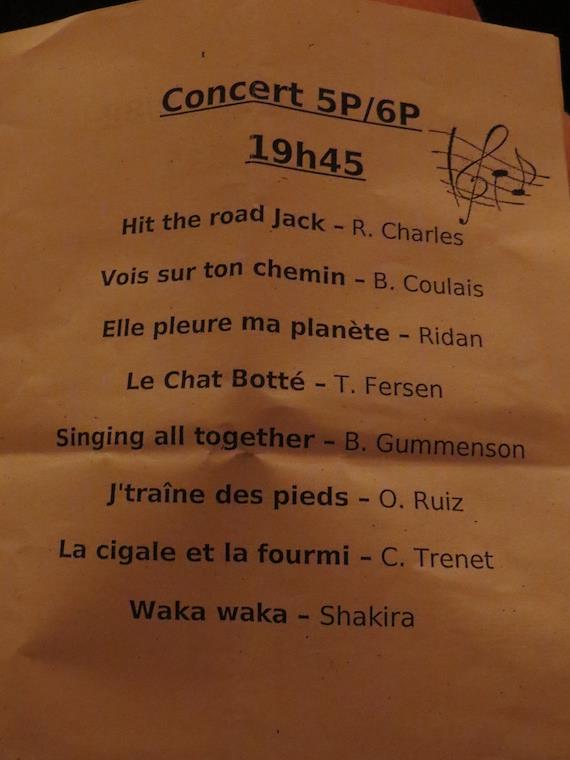 Concert 5P/6P
19h45
Hit the road Jack – R. Charles
Vois sur ton chemin – B. Coulais
Elle pleure ma planète – Ridan
Le Chat Botté – T. Fersen
Singing all together – B. Gummenson
J'traîne des pieds – O. Ruiz
La cigale et la fourmi – C. Trenet
Waka waka – Shakira